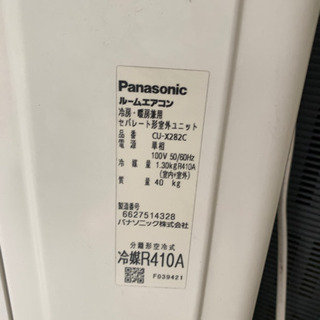 Panasonic
ルームエアコン
冷房・暖房兼用
セパレート形室外ユニット
品番 CU-X282C
電源 単相
100V 50/60Hz
冷媒量 1.30kg R410A
(室内+室外)
質量 40 kg
製造番号
6627514328
パナソニック株式会社
分離形空冷式
冷媒R410A
F039421